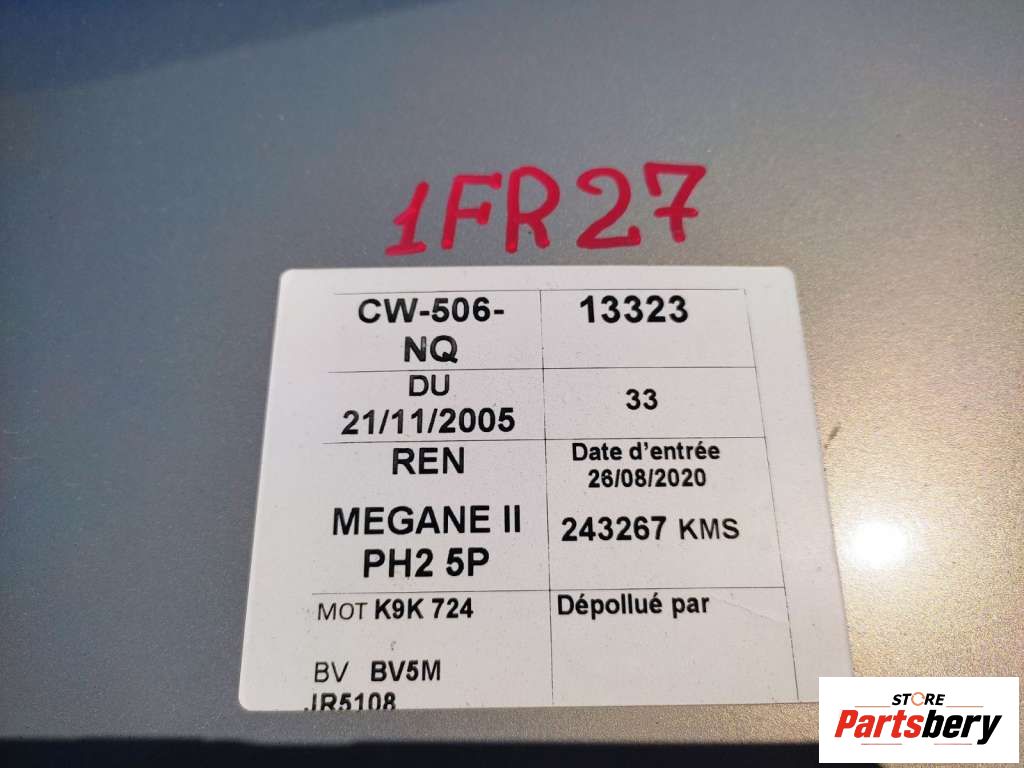 1FR27
CW-506-
NQ
13323
DU
21/11/2005
33
REN
Date d'entrée
26/08/2020
MEGANE II
PH2 5P
243267 KMS
MOT K9K 724
Dépollué par
BV BV5M
JR5108
STORE
Partsbery